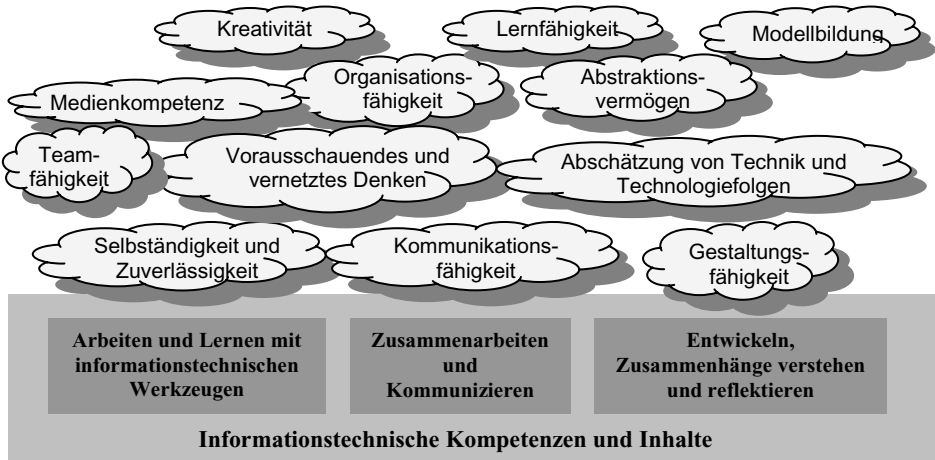 Kreativität
Lernfähigkeit
Modellbildung
Medienkompetenz
Organisations-
fähigkeit
Abstraktions-
vermögen
Team-
fähigkeit
Vorausschauendes und
vernetztes Denken
Abschätzung von Technik und
Technologiefolgen
Selbständigkeit und
Zuverlässigkeit
Kommunikations-
fähigkeit
Gestaltungs-
fähigkeit
Arbeiten und Lernen mit
informationstechnischen
Werkzeugen
Zusammenarbeiten
und
Kommunizieren
Entwickeln,
Zusammenhänge verstehen
und reflektieren
Informationstechnische Kompetenzen und Inhalte